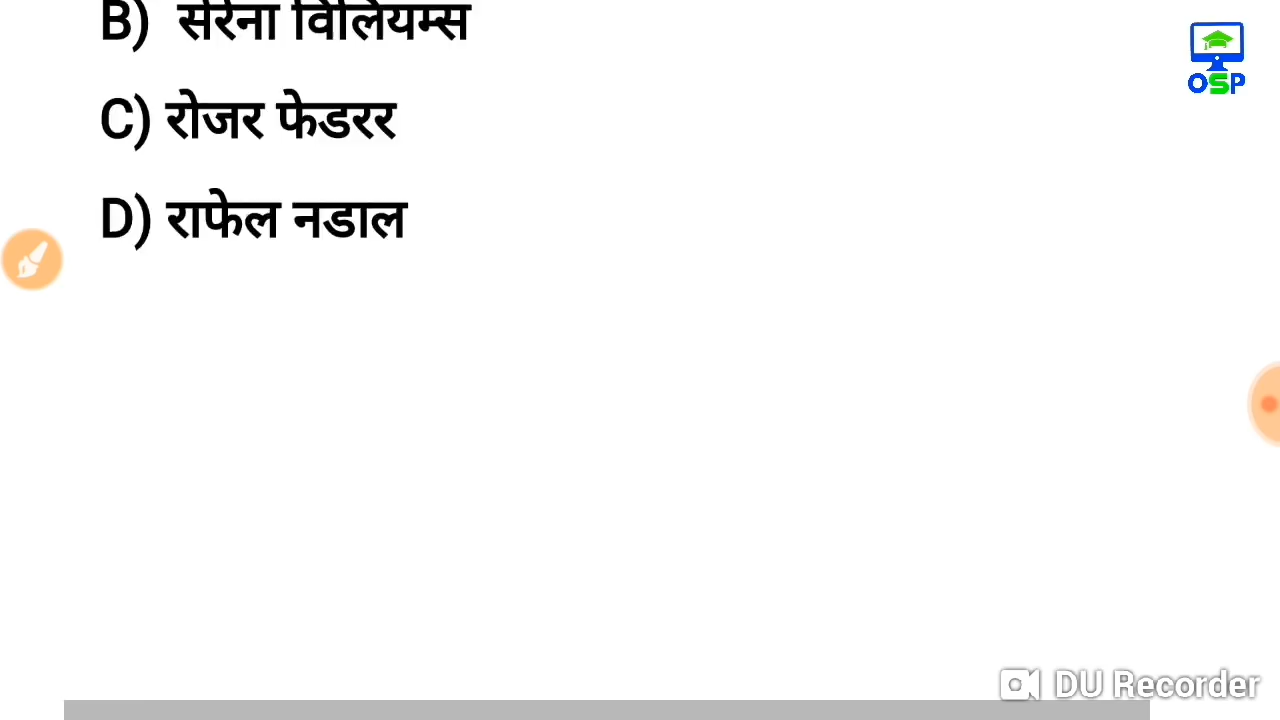 B) सेरेना विलियम्स
C) रोजर फेडरर
D) राफेल नडाल
OSP
DU Recorder